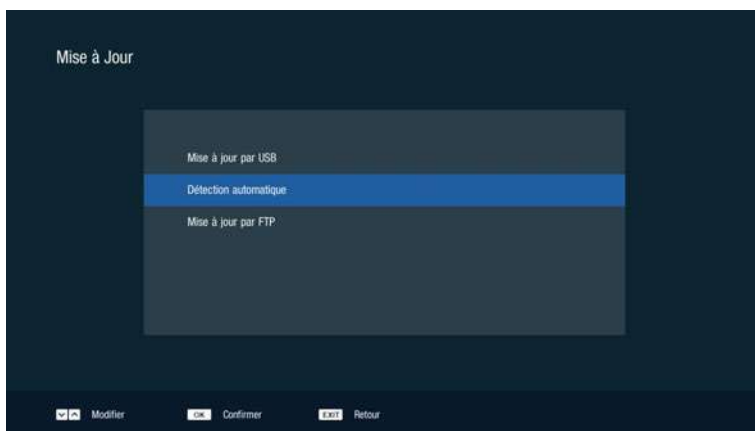 Mise à Jour
Mise à jour par USB
Détection automatique
Mise à jour par FTP
Modifier OK Confirmer EXIT Retour